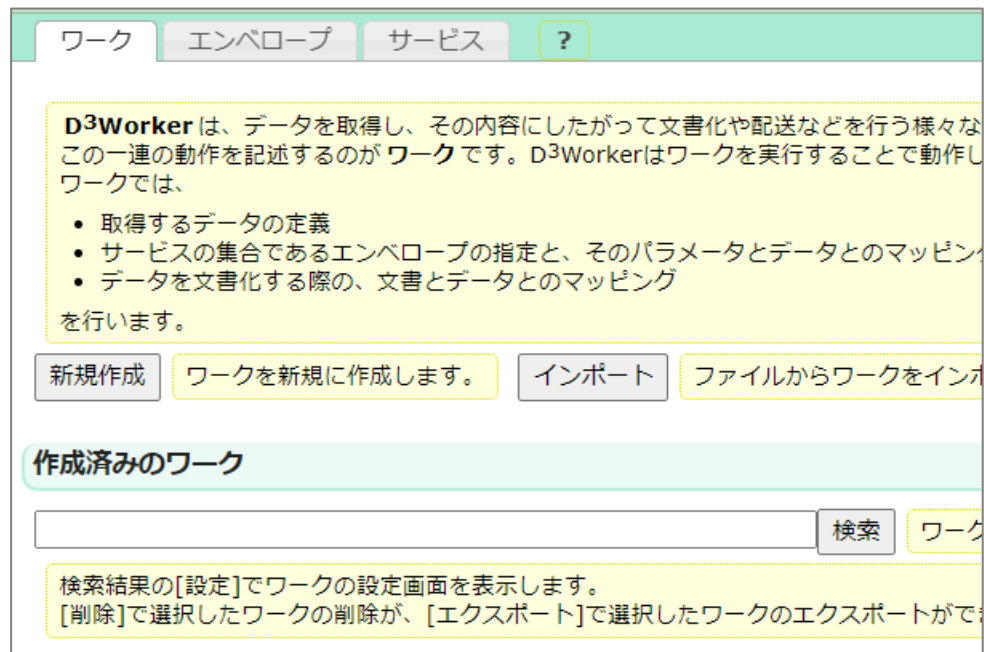 ワーク エンベロープ サービス ?
D3Worker は、データを取得し、その内容にしたがって文書化や配送などを行う様々な
この一連の動作を記述するのが ワーク です。D3Workerはワークを実行することで動作し
ワークでは、
• 取得するデータの定義
• サービスの集合であるエンベロープの指定と、そのパラメータとデータとのマッピン
• データを文書化する際の、文書とデータとのマッピング
を行います。
新規作成 ワークを新規に作成します。 インポート ファイルからワークをイン
作成済みのワーク
検索 ワーク
検索結果の[設定]でワークの設定画面を表示します。
[削除]で選択したワークの削除が、[エクスポート]で選択したワークのエクスポートがで